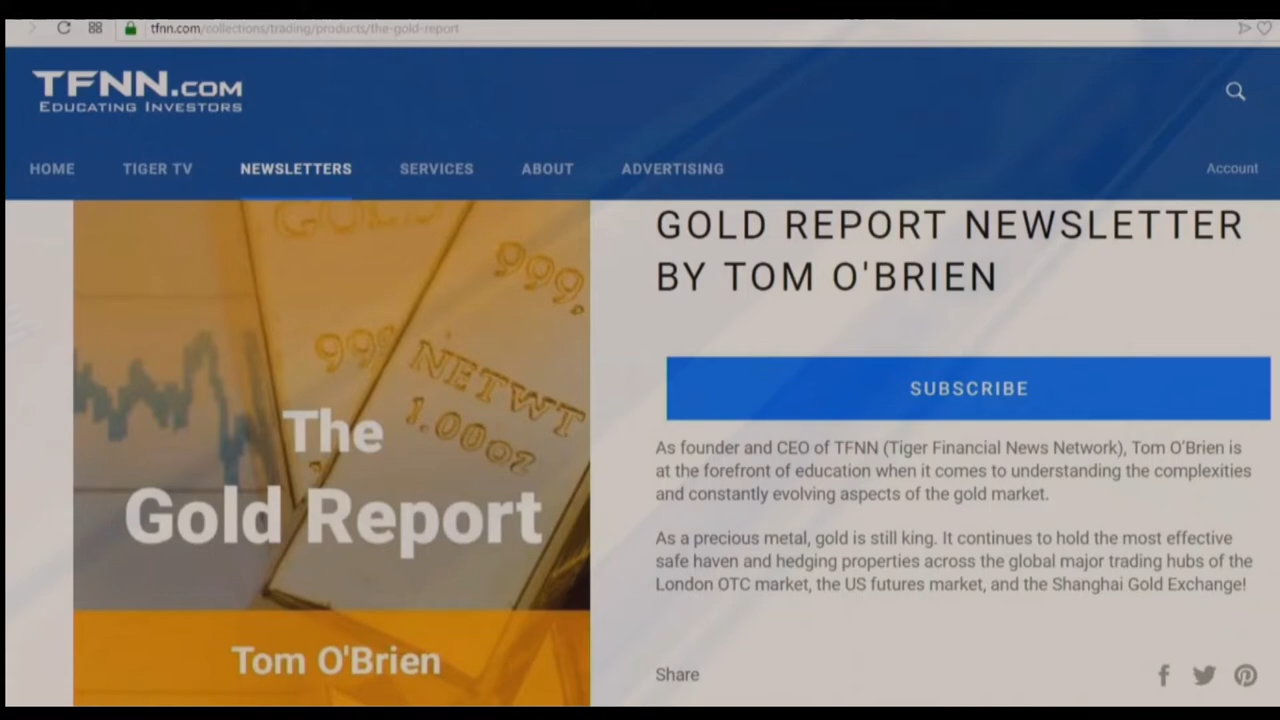 tfnn.com/collections/trading/products/the-gold-report
TFNN.COM
EDUCATING INVESTORS
HOME
TIGER TV
NEWSLETTERS
SERVICES
ABOUT
ADVERTISING
Account
GOLD
999.
999,
NETWT
1.00oz
The
Gold Report
Tom O'Brien
GOLD REPORT NEWSLETTER
BY TOM O'BRIEN
SUBSCRIBE
As founder and CEO of TFNN (Tiger Financial News Network), Tom O'Brien is
at the forefront of education when it comes to understanding the complexities
and constantly evolving aspects of the gold market.
As a precious metal, gold is still king. It continues to hold the most effective
safe haven and hedging properties across the global major trading hubs of the
London OTC market, the US futures market, and the Shanghai Gold Exchange!
Share